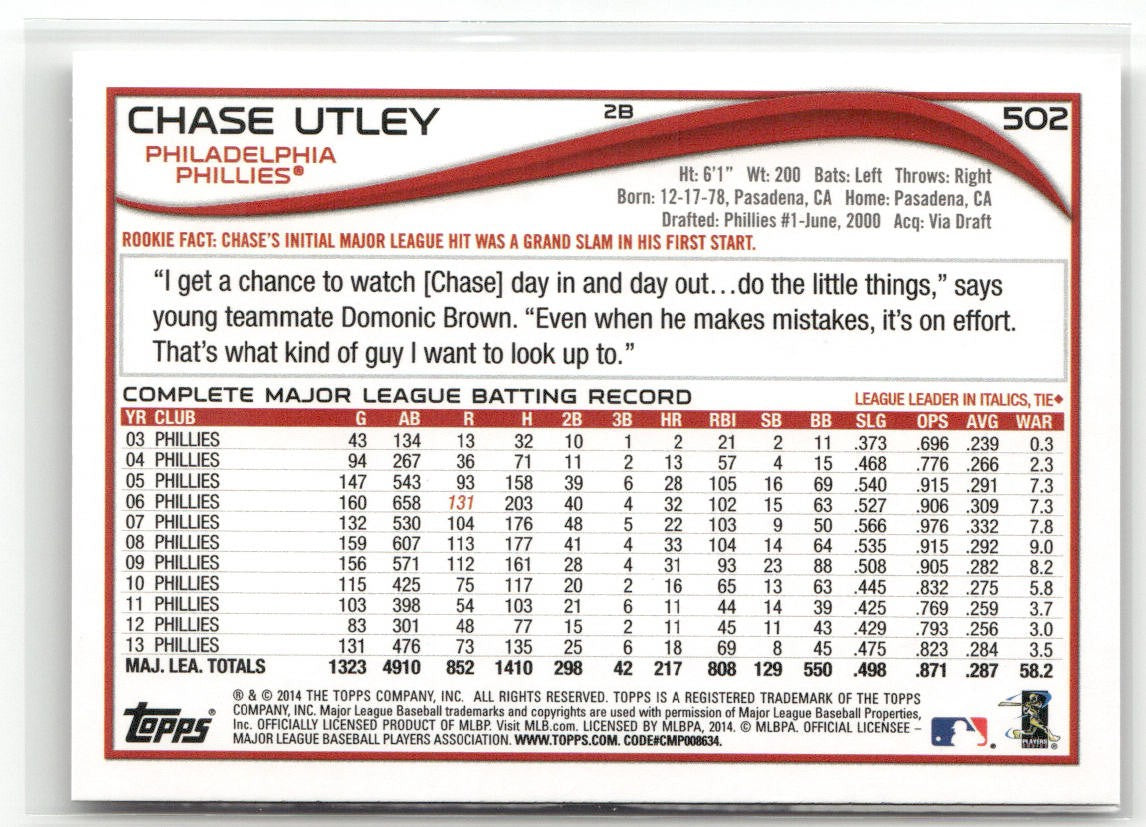 CHASE UTLEY 2B 502
PHILADELPHIA
PHILLIES®
Ht: 6'1" Wt: 200 Bats: Left Throws: Right
Born: 12-17-78, Pasadena, CA Home: Pasadena, CA
Drafted: Phillies #1-June, 2000 Acq: Via Draft
ROOKIE FACT: CHASE'S INITIAL MAJOR LEAGUE HIT WAS A GRAND SLAM IN HIS FIRST START.
"I get a chance to watch [Chase] day in and day out...do the little things," says
young teammate Domonic Brown. "Even when he makes mistakes, it's on effort.
That's what kind of guy I want to look up to."
COMPLETE MAJOR LEAGUE BATTING RECORD LEAGUE LEADER IN ITALICS, TIE◆
YR CLUB G AB R H 2B 3B HR RBI SB BB SLG OPS AVG WAR
03 PHILLIES 43 134 13 32 10 1 2 21 2 11 .373 .696 .239 0.3
04 PHILLIES 94 267 36 71 11 2 13 57 4 15 .468 .776 .266 2.3
05 PHILLIES 147 543 93 158 39 6 28 105 16 69 .540 .915 .291 7.3
06 PHILLIES 160 658 131 203 40 4 32 102 15 63 .527 .906 .309 7.3
07 PHILLIES 132 530 104 176 48 5 22 103 9 50 .566 .976 .332 7.8
08 PHILLIES 159 607 113 177 41 4 33 104 14 64 .535 .915 .292 9.0
09 PHILLIES 156 571 112 161 28 4 31 93 23 88 .508 .905 .282 8.2
10 PHILLIES 115 425 75 117 20 2 16 65 13 63 .445 .832 .275 5.8
11 PHILLIES 103 398 54 103 21 6 11 44 14 39 .425 .769 .259 3.7
12 PHILLIES 83 301 48 77 15 2 11 45 11 43 .429 .793 .256 3.0
13 PHILLIES 131 476 73 135 25 6 18 69 8 45 .475 .823 .284 3.5
MAJ. LEA. TOTALS 1323 4910 852 1410 298 42 217 808 129 550 .498 .871 .287 58.2
topps®
® & © 2014 THE TOPPS COMPANY, INC. ALL RIGHTS RESERVED. TOPPS IS A REGISTERED TRADEMARK OF THE TOPPS
COMPANY, INC. Major League Baseball trademarks and copyrights are used with permission of Major League Baseball Properties,
Inc. OFFICIALLY LICENSED PRODUCT OF MLBP. Visit MLB.com. LICENSED BY MLBPA, 2014. © MLBPA. OFFICIAL LICENSEE –
MAJOR LEAGUE BASEBALL PLAYERS ASSOCIATION. WWW.TOPPS.COM. CODE#CMP008634.
PLAYERS